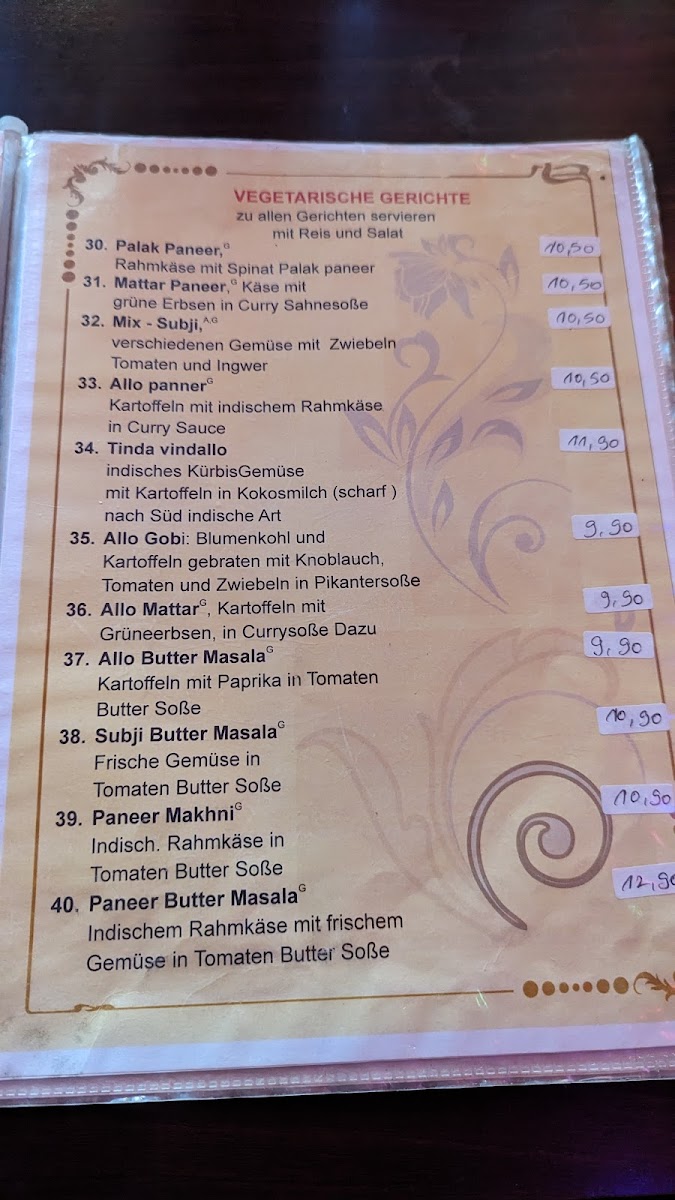 VEGETARISCHE GERICHTE
zu allen Gerichten servieren
mit Reis und Salat
30. Palak Paneer,G 10,50
Rahmkäse mit Spinat Palak paneer
31. Mattar Paneer,G Käse mit 10,50
grüne Erbsen in Curry Sahnesoße
32. Mix - Subji,A,G 10,50
verschiedenen Gemüse mit Zwiebeln
Tomaten und Ingwer
33. Allo pannerG 10,50
Kartoffeln mit indischem Rahmkäse
in Curry Sauce
34. Tinda vindallo 11,90
indisches KürbisGemüse
mit Kartoffeln in Kokosmilch (scharf )
nach Süd indische Art
35. Allo Gobi: Blumenkohl und 9,90
Kartoffeln gebraten mit Knoblauch,
Tomaten und Zwiebeln in Pikantersoße
36. Allo MattarG, Kartoffeln mit 9,90
Grüneerbsen, in Currysoße Dazu
37. Allo Butter MasalaG 9,90
Kartoffeln mit Paprika in Tomaten
Butter Soße
38. Subji Butter MasalaG 10,90
Frische Gemüse in
Tomaten Butter Soße
39. Paneer MakhniG 10,90
Indisch. Rahmkäse in
Tomaten Butter Soße
40. Paneer Butter MasalaG 12,90
Indischem Rahmkäse mit frischem
Gemüse in Tomaten Butter Soße